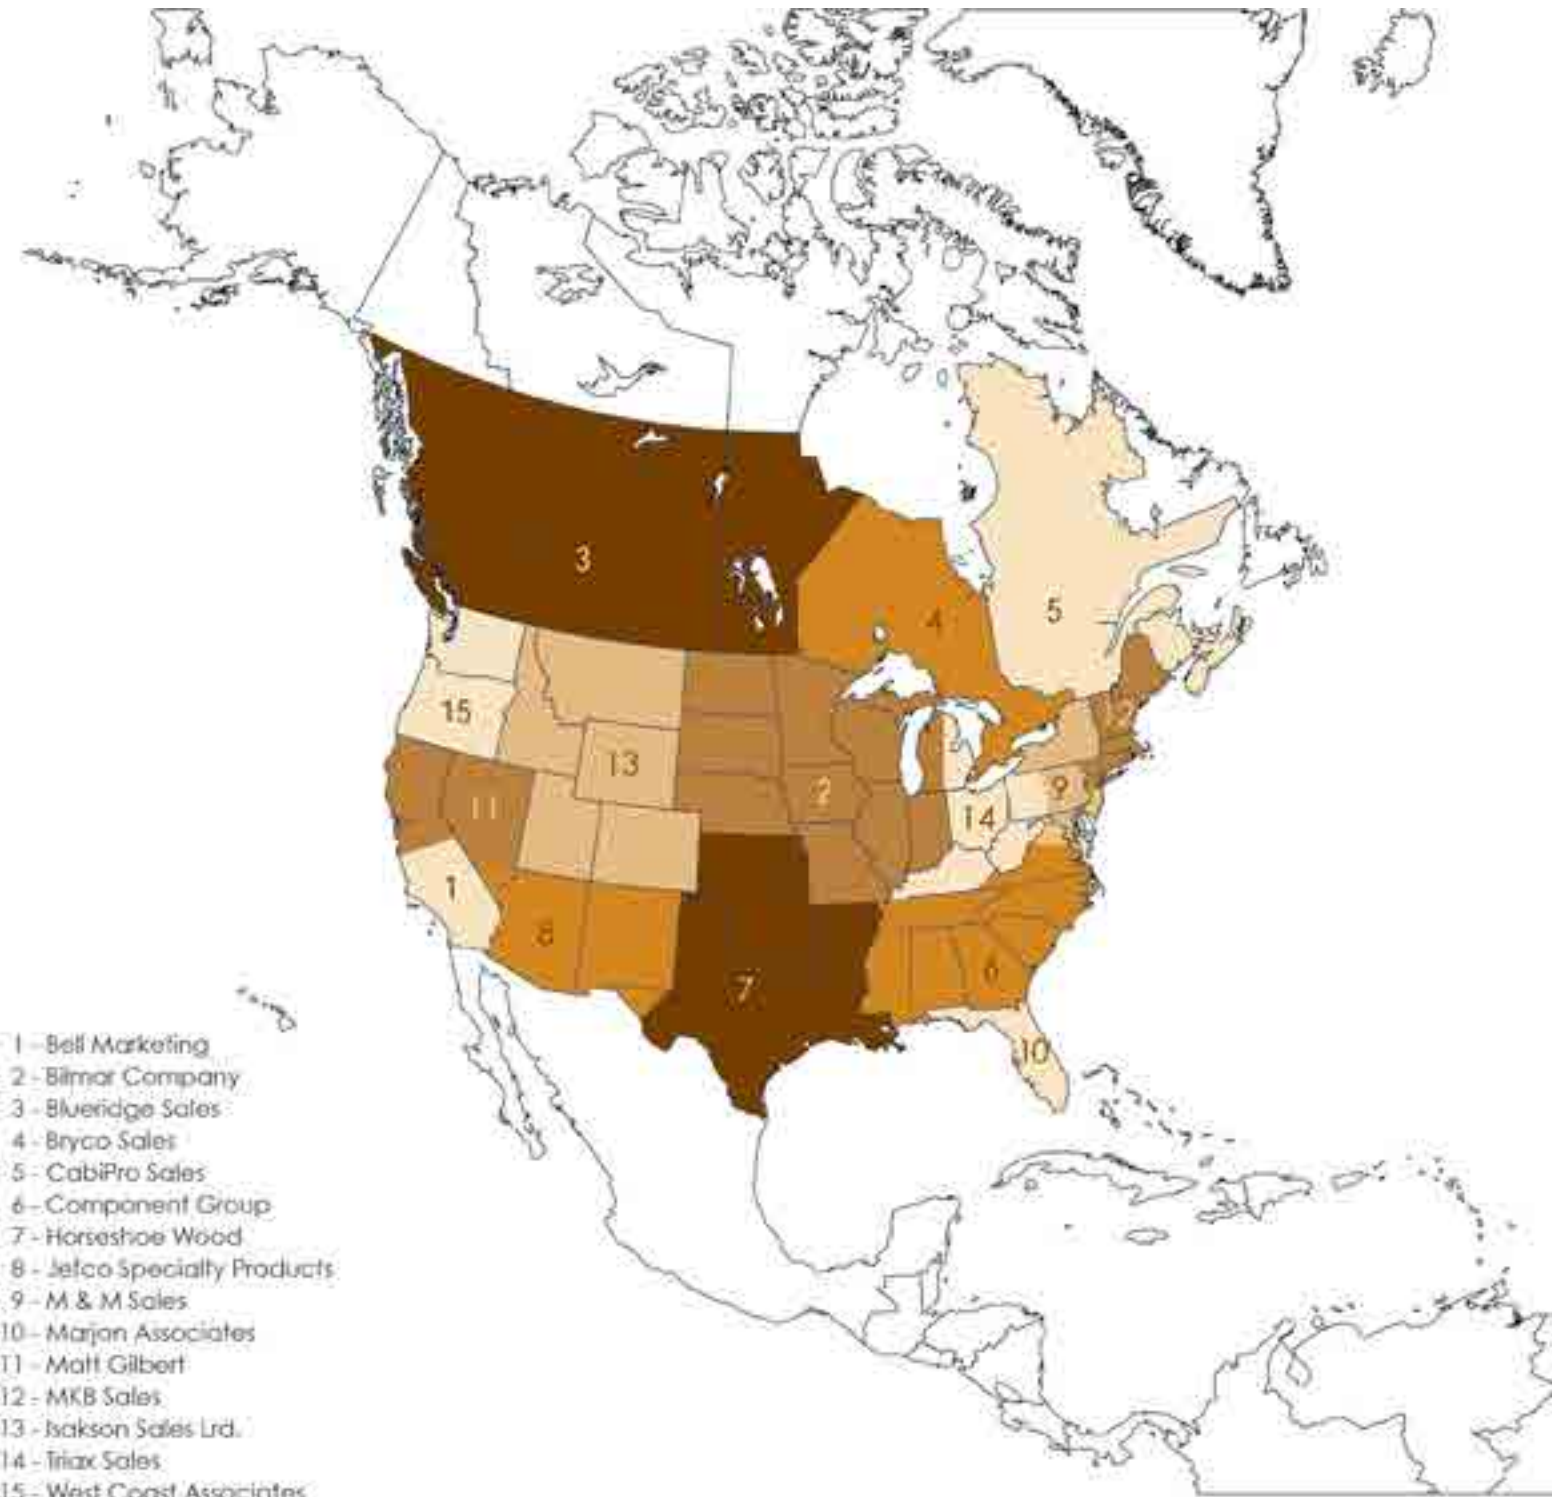 3
4
5
15
13
12
11
2
9
14
1
8
6
7
10
1 - Bell Marketing
2 - Bilmar Company
3 - Blueridge Sales
4 - Bryco Sales
5 - CabiPro Sales
6 - Component Group
7 - Horseshoe Wood
8 - Jefco Specialty Products
9 - M & M Sales
10 - Marjon Associates
11 - Matt Gilbert
12 - MKB Sales
13 - Isakson Sales Lrd.
14 - Triax Sales
15 - West Coast Associates